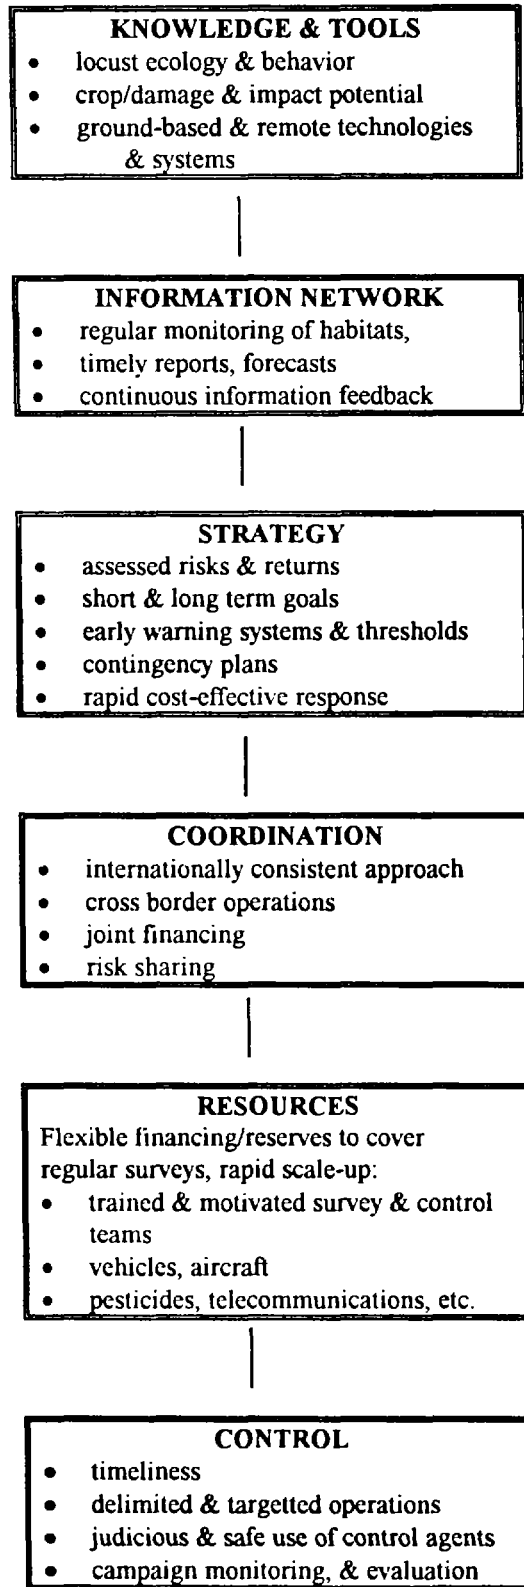 KNOWLEDGE & TOOLS
• locust ecology & behavior
• crop/damage & impact potential
• ground-based & remote technologies
& systems
INFORMATION NETWORK
• regular monitoring of habitats,
• timely reports, forecasts
• continuous information feedback
STRATEGY
• assessed risks & returns
• short & long term goals
• early warning systems & thresholds
• contingency plans
• rapid cost-effective response
COORDINATION
• internationally consistent approach
• cross border operations
• joint financing
• risk sharing
RESOURCES
Flexible financing/reserves to cover
regular surveys, rapid scale-up:
• trained & motivated survey & control
teams
• vehicles, aircraft
• pesticides, telecommunications, etc.
CONTROL
• timeliness
• delimited & targetted operations
• judicious & safe use of control agents
• campaign monitoring, & evaluation